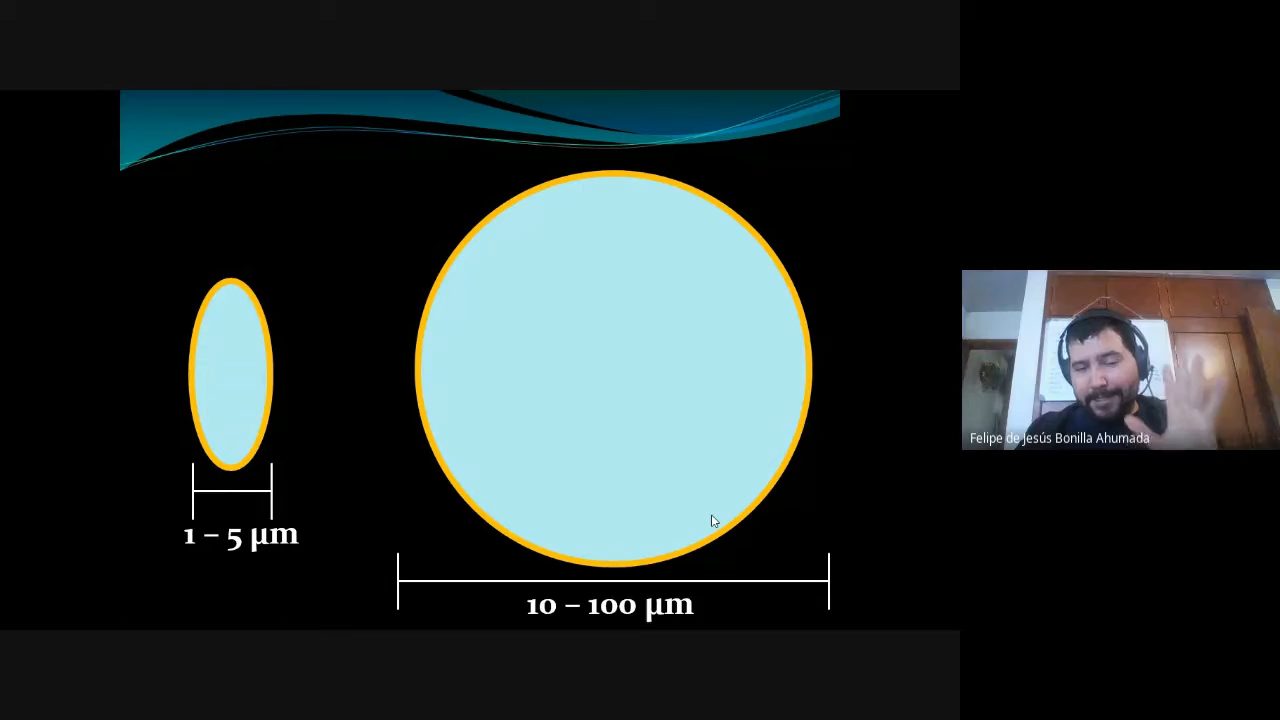 1 – 5 µm
10 – 100 µm
Felipe de Jesús Bonilla Ahumada